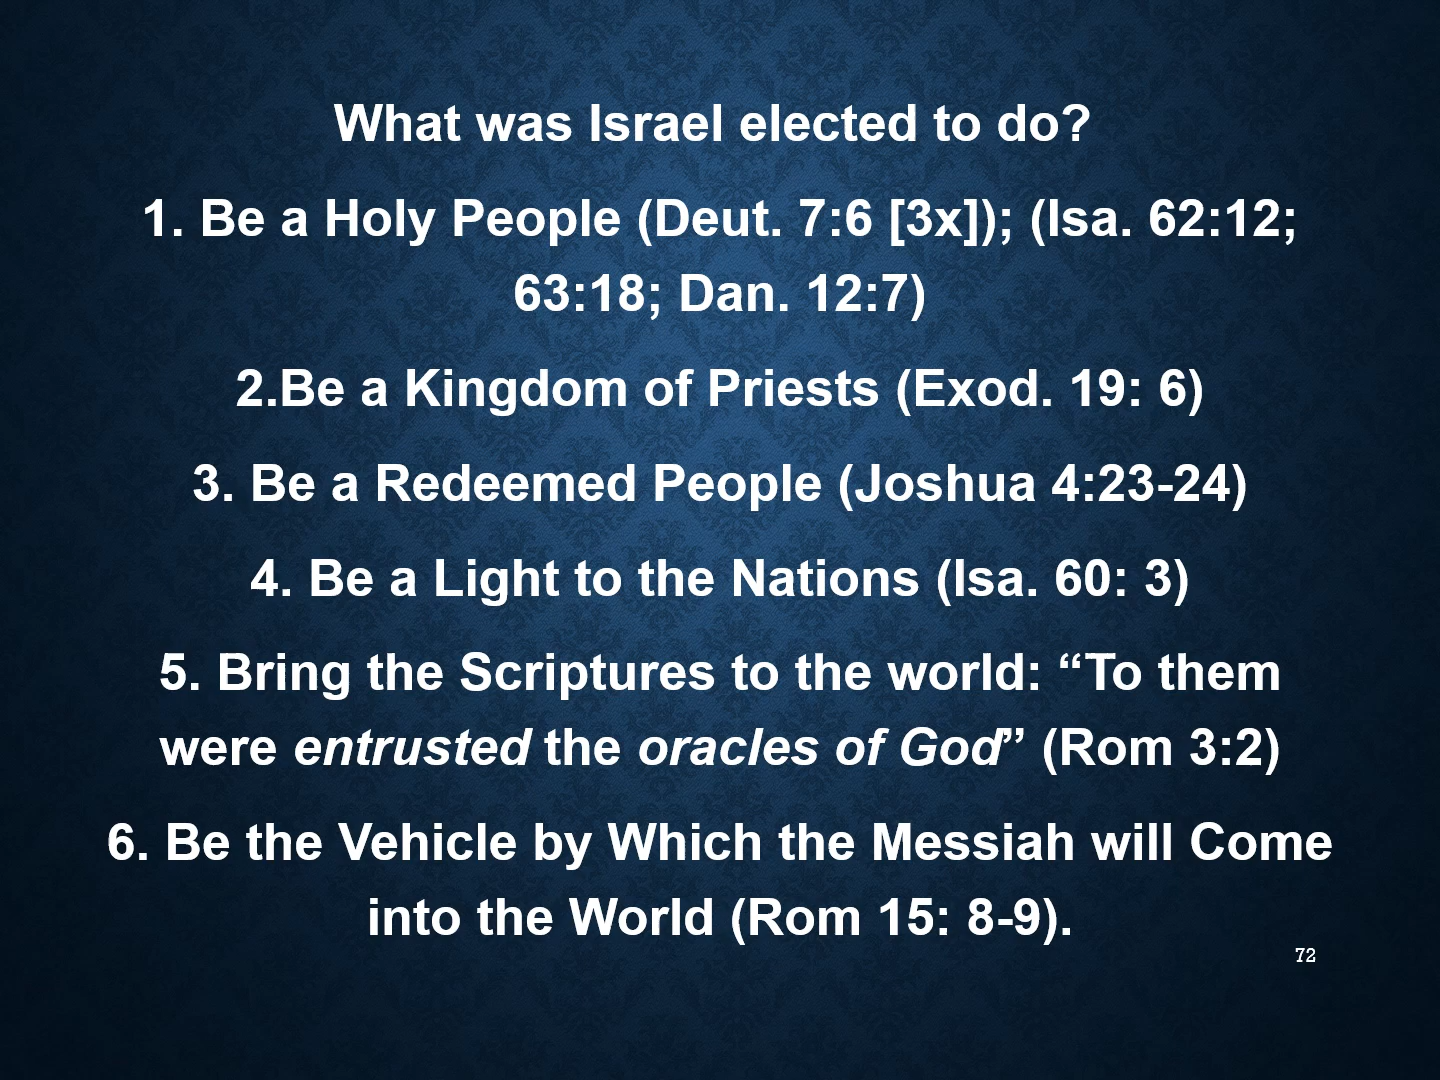 What was Israel elected to do?
1. Be a Holy People (Deut. 7:6 [3x]); (Isa. 62:12;
63:18; Dan. 12:7)
2.Be a Kingdom of Priests (Exod. 19: 6)
3. Be a Redeemed People (Joshua 4:23-24)
4. Be a Light to the Nations (Isa. 60: 3)
5. Bring the Scriptures to the world: “To them
were entrusted the oracles of God” (Rom 3:2)
6. Be the Vehicle by Which the Messiah will Come
into the World (Rom 15: 8-9).
72